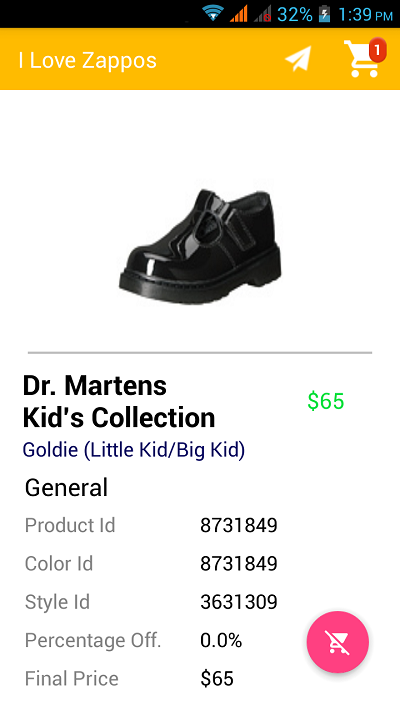 32% 1:39 PM
I Love Zappos 1
Dr. Martens
Kid's Collection
$65
Goldie (Little Kid/Big Kid)
General
Product Id 8731849
Color Id 8731849
Style Id 3631309
Percentage Off. 0.0%
Final Price $65